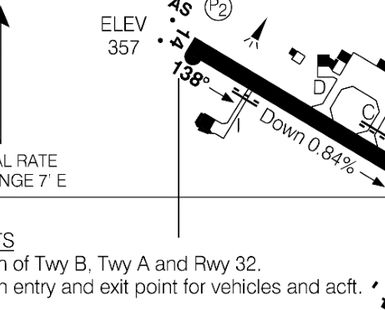 AS
P2
ELEV
357
14
138°
D
C
I
Down 0.84%
AL RATE
NGE 7' E
TS
n of Twy B, Twy A and Rwy 32.
n entry and exit point for vehicles and acft.